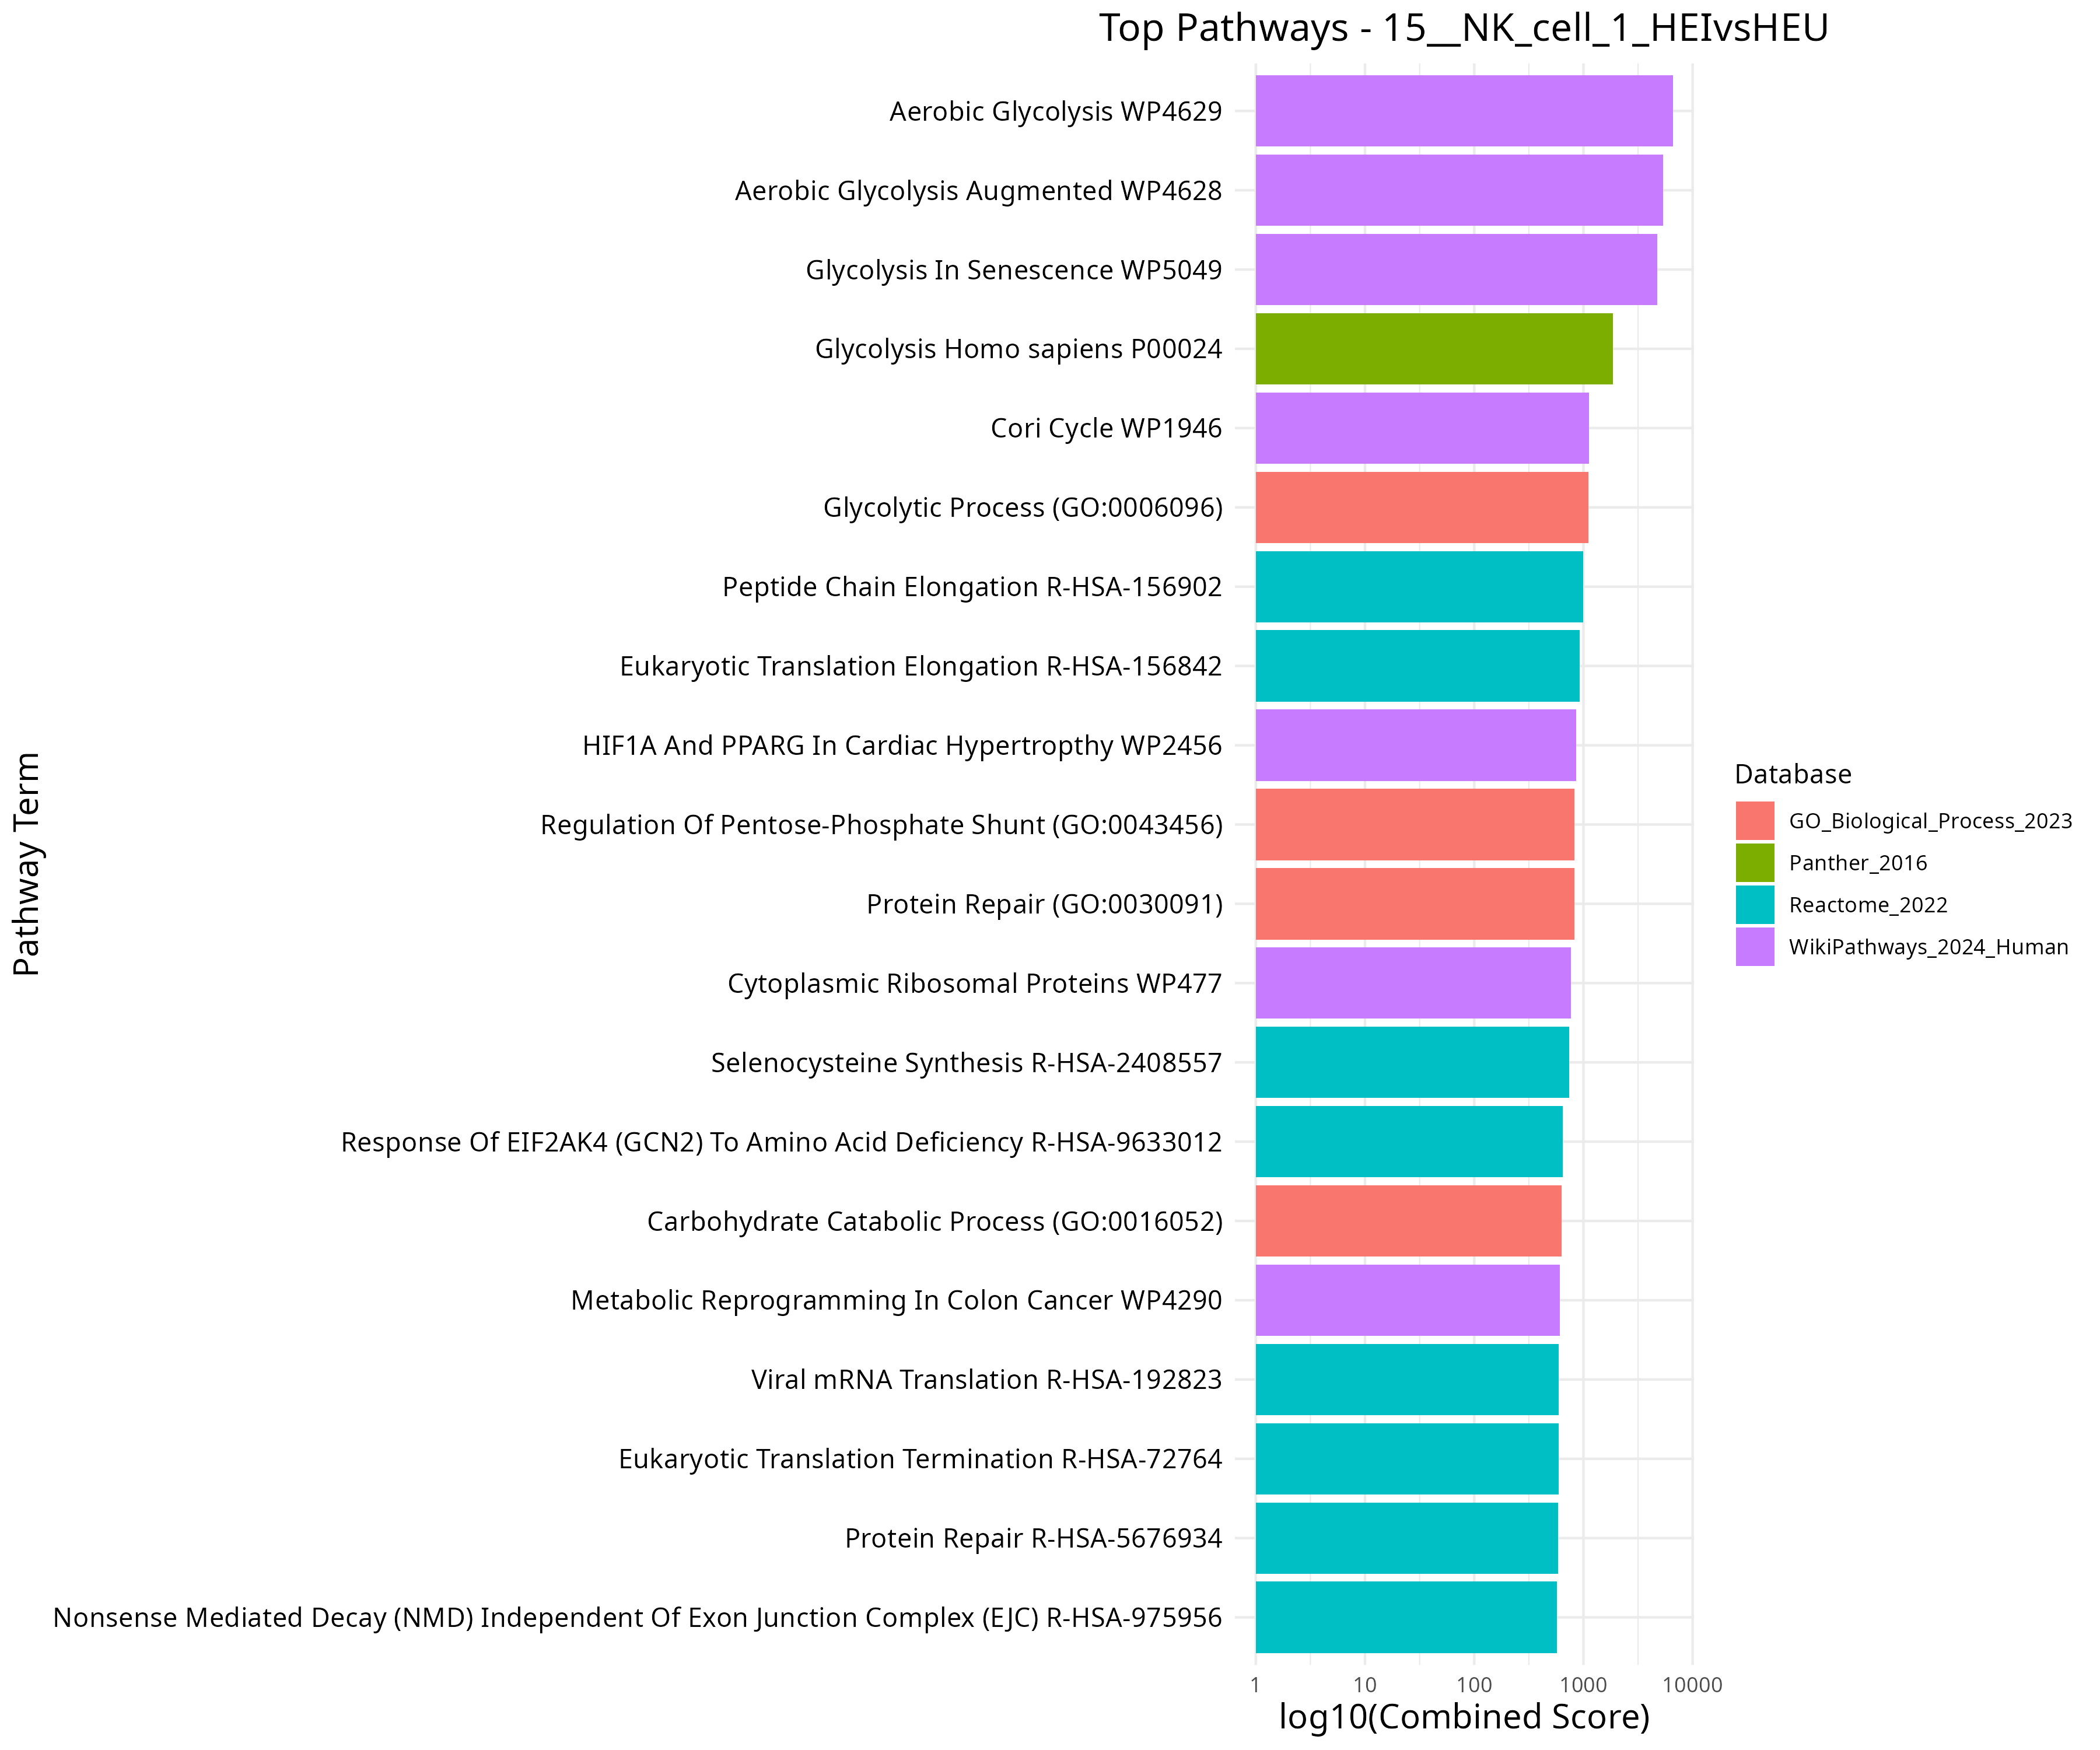 Top Pathways - 15__NK_cell_1_HEIvsHEU
Pathway Term
Aerobic Glycolysis WP4629
Aerobic Glycolysis Augmented WP4628
Glycolysis In Senescence WP5049
Glycolysis Homo sapiens P00024
Cori Cycle WP1946
Glycolytic Process (GO:0006096)
Peptide Chain Elongation R-HSA-156902
Eukaryotic Translation Elongation R-HSA-156842
HIF1A And PPARG In Cardiac Hypertropthy WP2456
Regulation Of Pentose-Phosphate Shunt (GO:0043456)
Protein Repair (GO:0030091)
Cytoplasmic Ribosomal Proteins WP477
Selenocysteine Synthesis R-HSA-2408557
Response Of EIF2AK4 (GCN2) To Amino Acid Deficiency R-HSA-9633012
Carbohydrate Catabolic Process (GO:0016052)
Metabolic Reprogramming In Colon Cancer WP4290
Viral mRNA Translation R-HSA-192823
Eukaryotic Translation Termination R-HSA-72764
Protein Repair R-HSA-5676934
Nonsense Mediated Decay (NMD) Independent Of Exon Junction Complex (EJC) R-HSA-975956
1 10 100 1000 10000
log10(Combined Score)
Database
GO_Biological_Process_2023
Panther_2016
Reactome_2022
WikiPathways_2024_Human